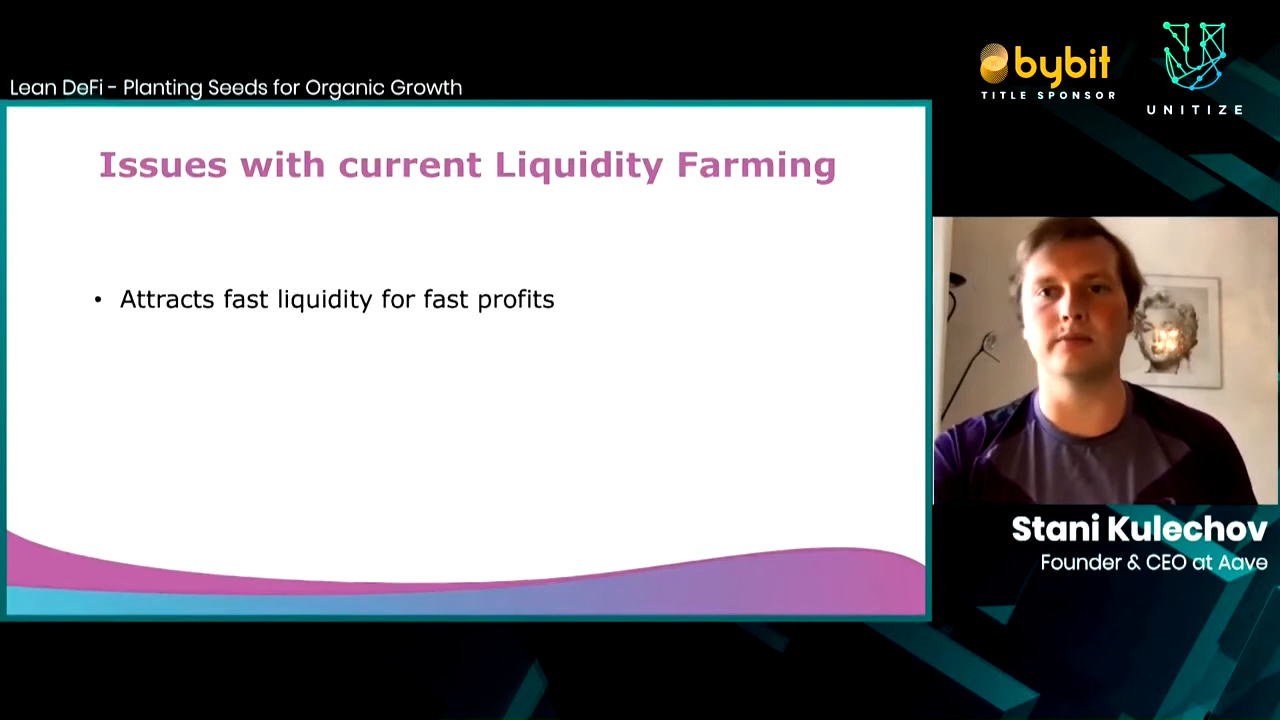 bybit
TITLE SPONSOR
UNITIZE
Lean DeFi - Planting Seeds for Organic Growth
Issues with current Liquidity Farming
• Attracts fast liquidity for fast profits
Stani Kulechov
Founder & CEO at Aave